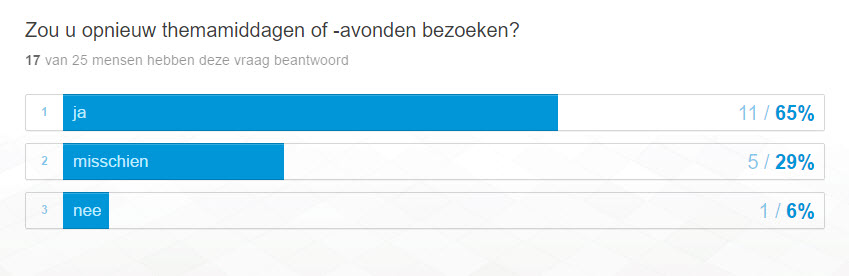 Zou u opnieuw themamiddagen of -avonden bezoeken?
17 van 25 mensen hebben deze vraag beantwoord
1 ja 11 / 65%
2 misschien 5 / 29%
3 nee 1 / 6%